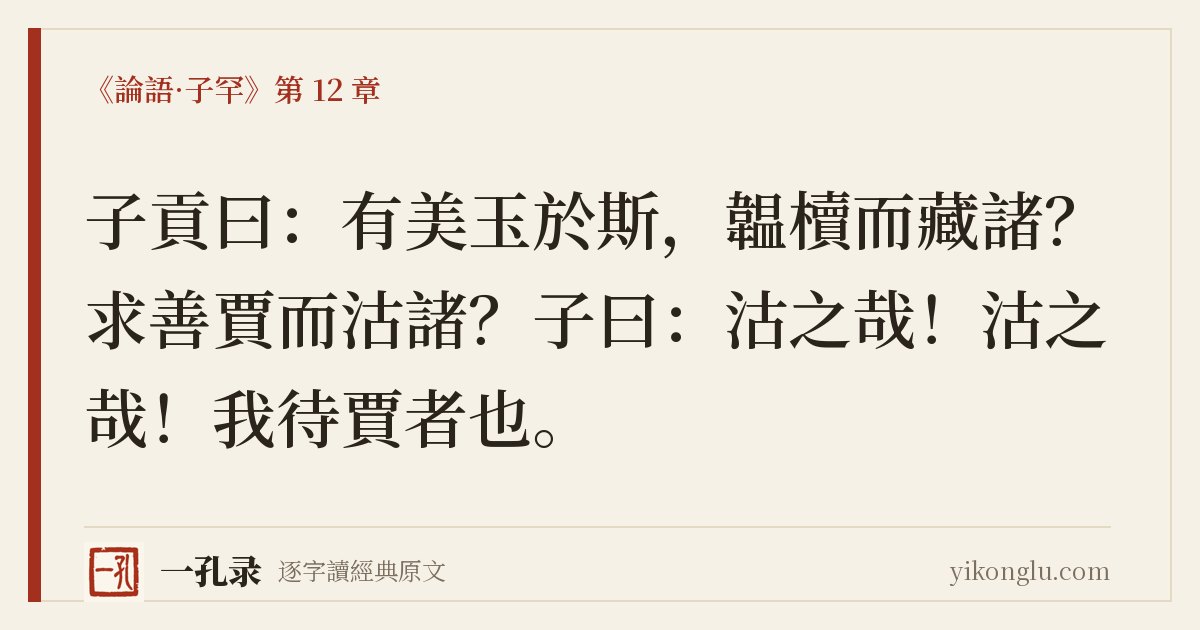 《論語·子罕》第 12 章
子貢曰：有美玉於斯，韞櫝而藏諸？
求善賈而沽諸？子曰：沽之哉！沽之
哉！我待賈者也。
一孔
一孔录 逐字讀經典原文 yikonglu.com